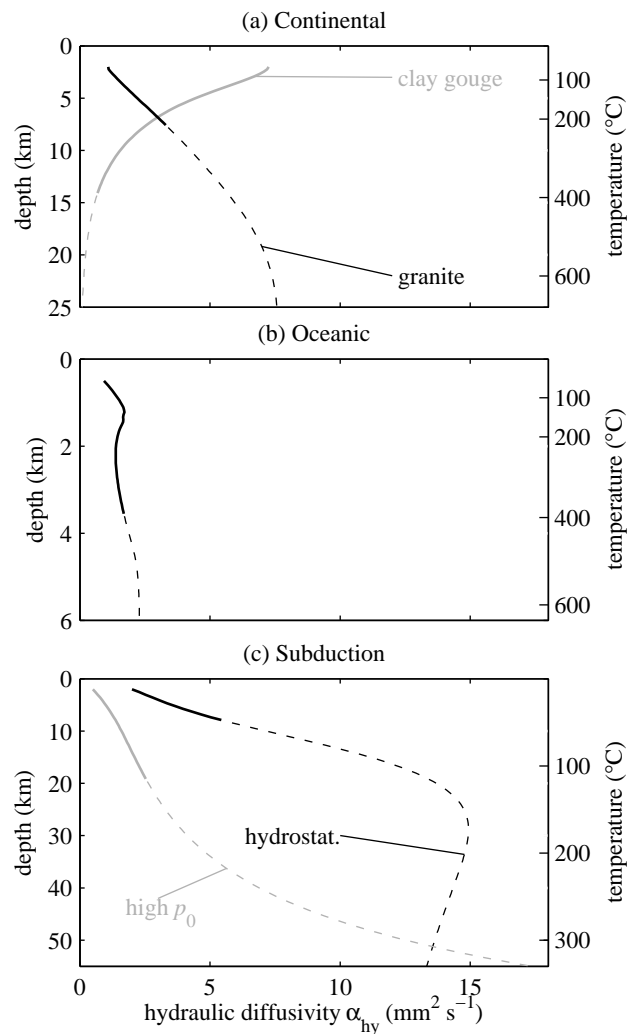 (a) Continental
0
5
10
15
20
25
depth (km)
clay gouge
granite
100
200
400
600
temperature (°C)
(b) Oceanic
0
2
4
6
depth (km)
100
200
400
600
temperature (°C)
(c) Subduction
0
10
20
30
40
50
depth (km)
hydrostat.
high p0
100
200
300
temperature (°C)
0 5 10 15
hydraulic diffusivity αhy (mm² s⁻¹)